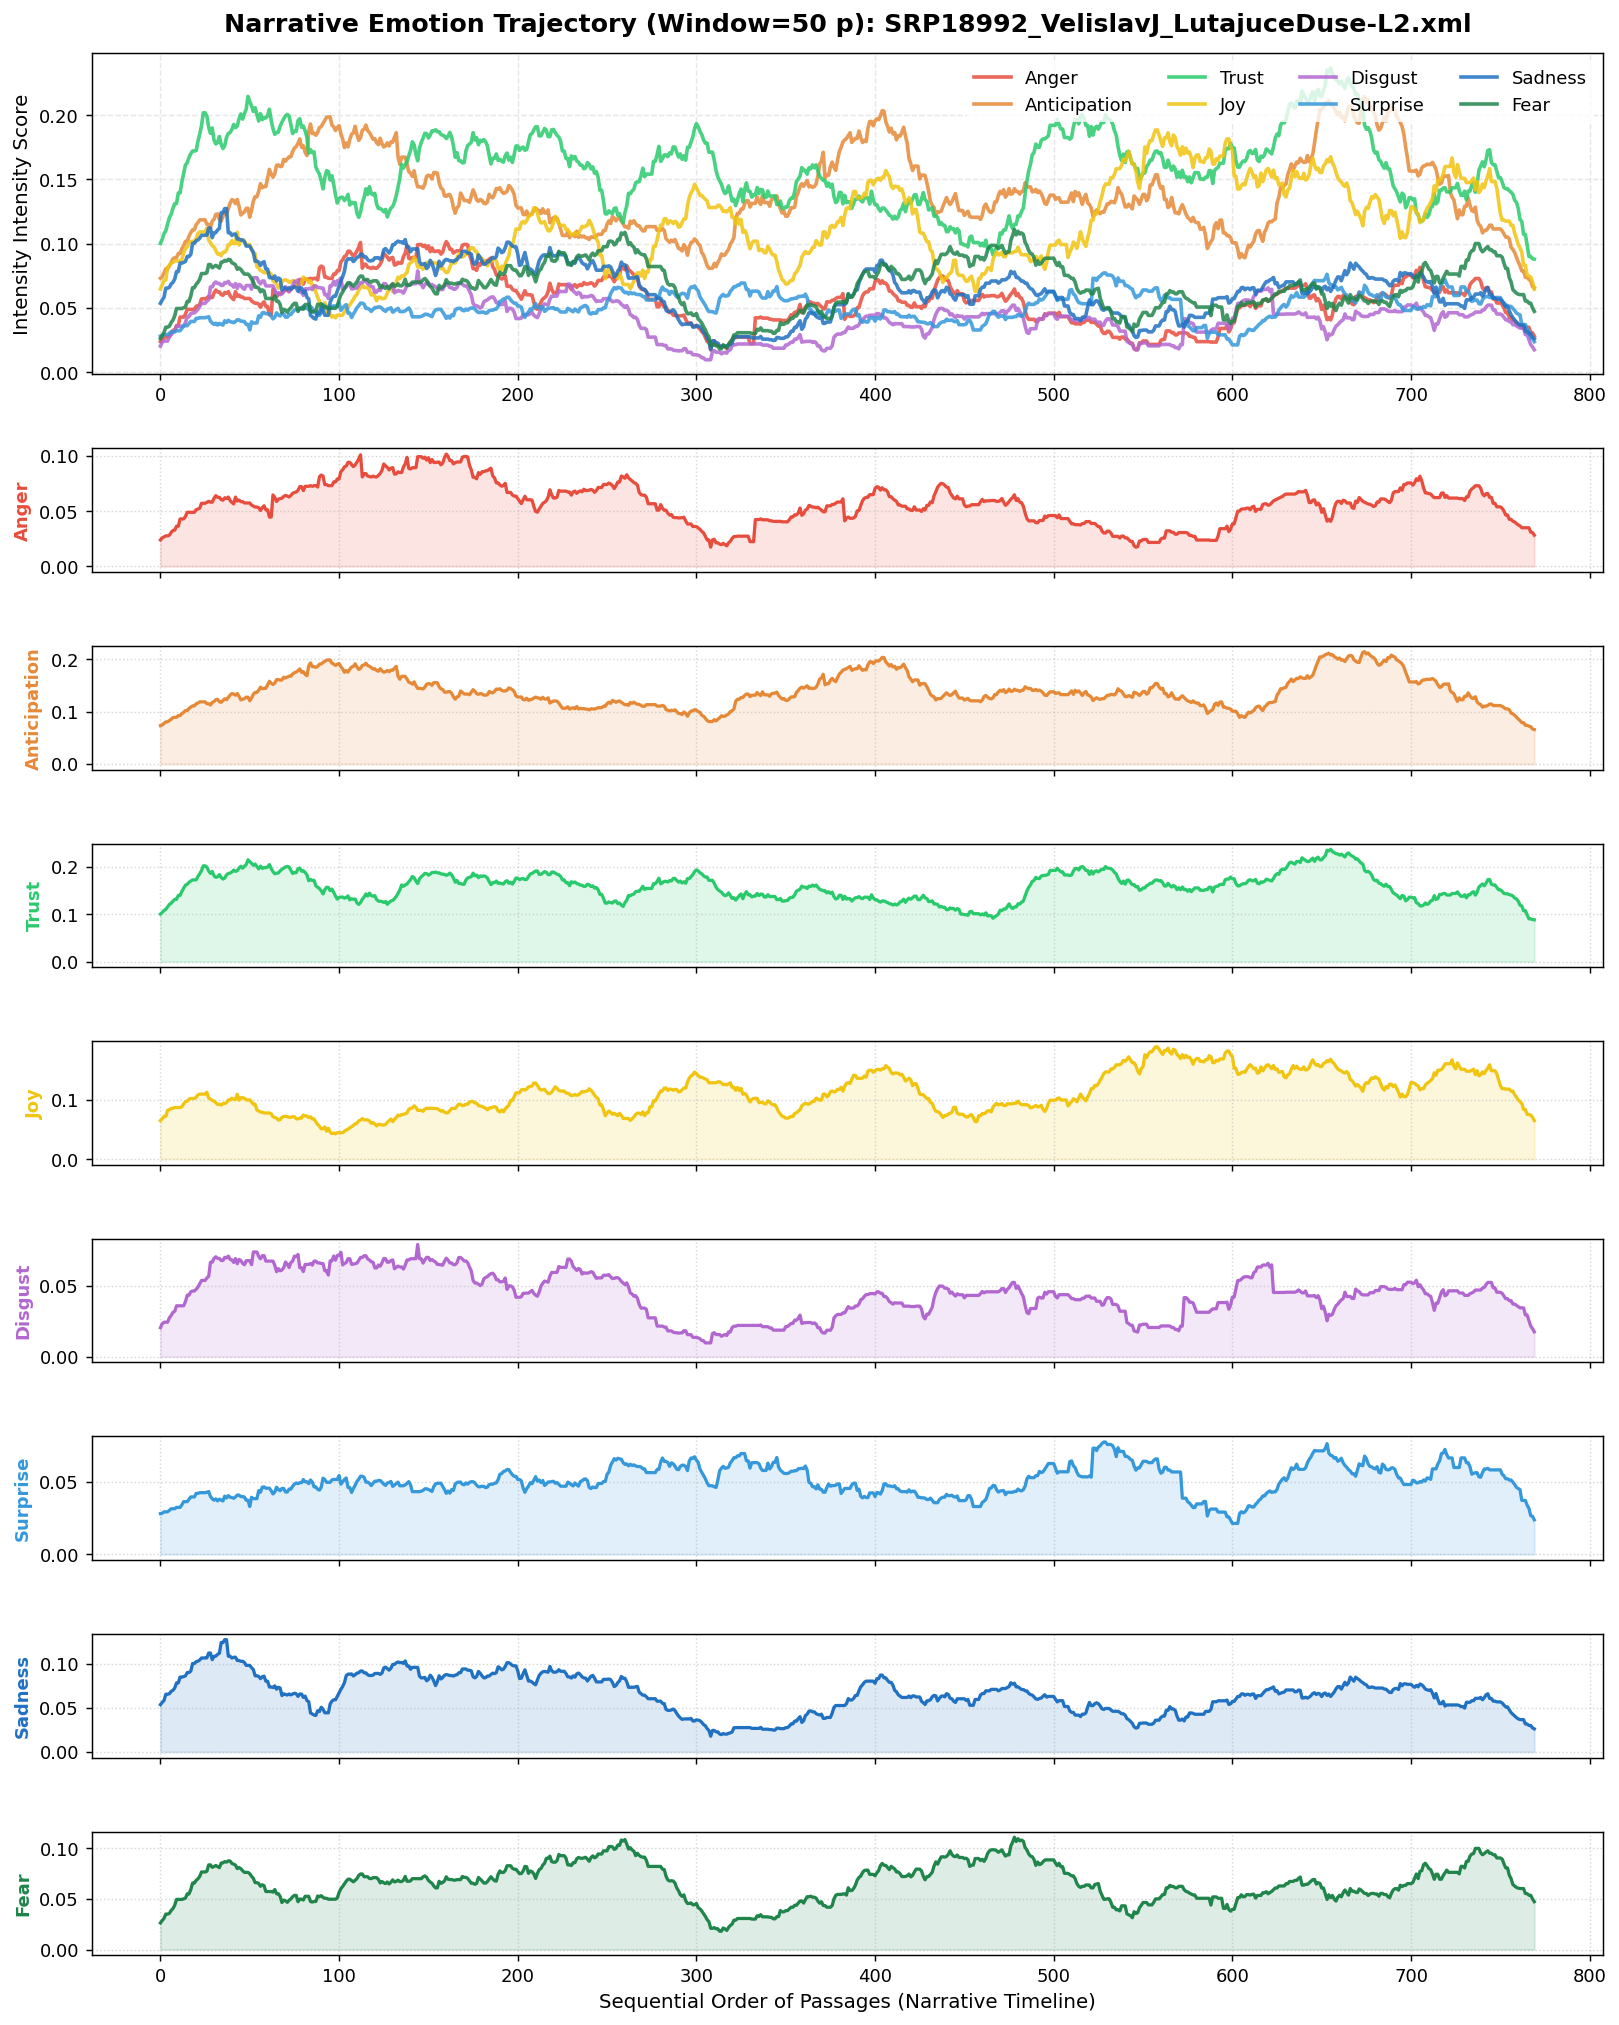 Narrative Emotion Trajectory (Window=50 p): SRP18992_VelislavJ_LutajuceDuse-L2.xml
Intensity Intensity Score
Anger
Anticipation
Trust
Joy
Disgust
Surprise
Sadness
Fear
0.20
0.15
0.10
0.05
0.00
0 100 200 300 400 500 600 700 800
Anger
0.10
0.05
0.00
Anticipation
0.2
0.1
0.0
Trust
0.2
0.1
0.0
Joy
0.1
0.0
Disgust
0.05
0.00
Surprise
0.05
0.00
Sadness
0.10
0.05
0.00
Fear
0.10
0.05
0.00
0 100 200 300 400 500 600 700 800
Sequential Order of Passages (Narrative Timeline)